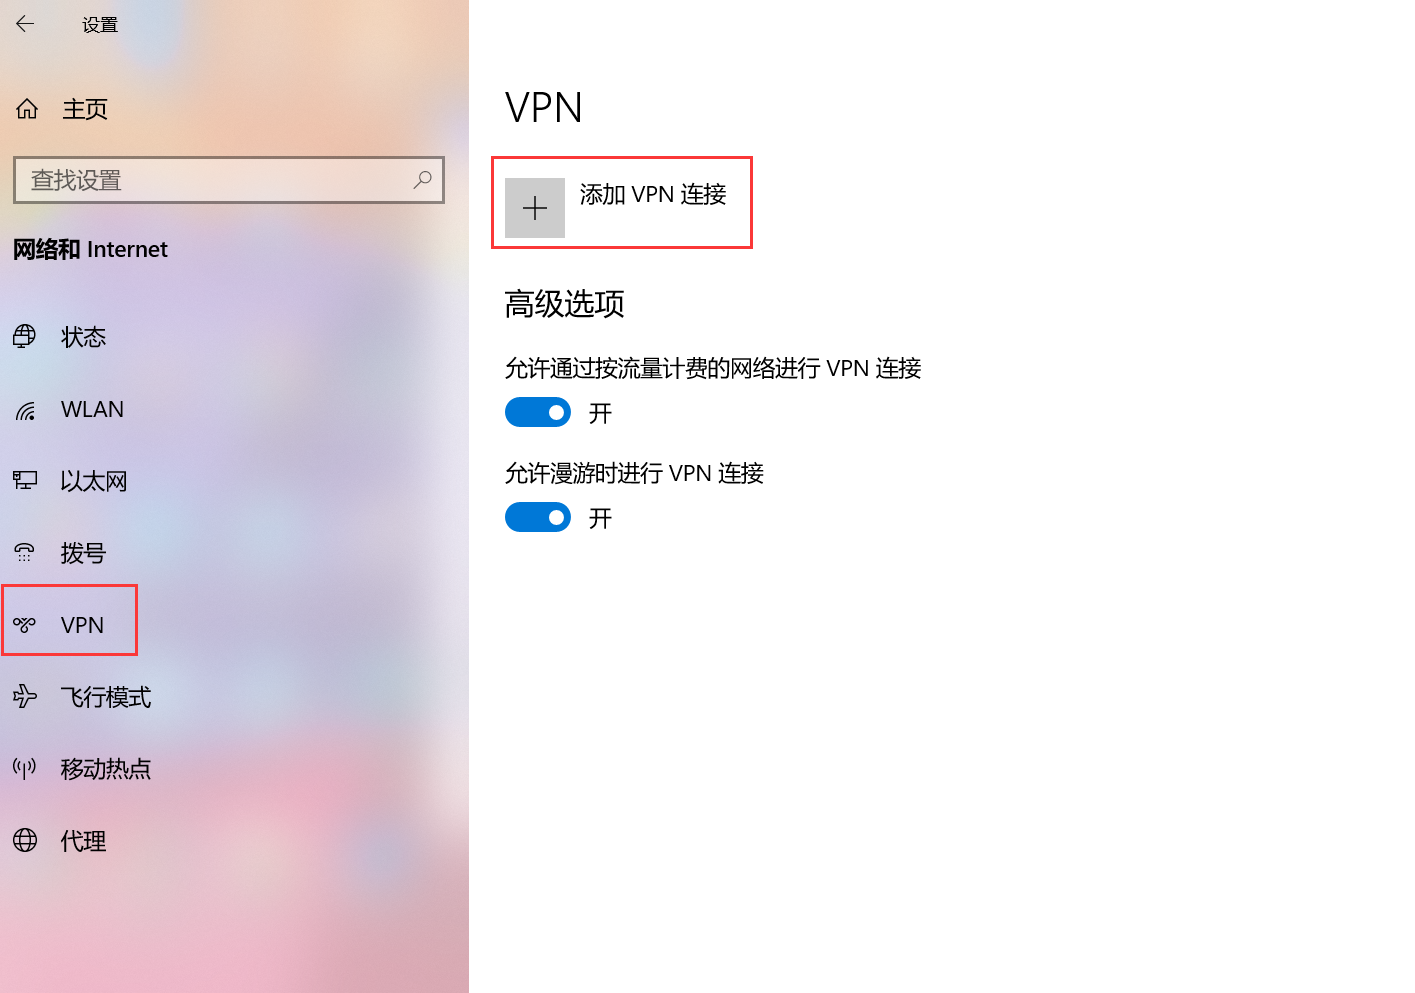 设置
主页
查找设置
网络和 Internet
状态
WLAN
以太网
拨号
VPN
飞行模式
移动热点
代理
VPN
添加 VPN 连接
高级选项
允许通过按流量计费的网络进行 VPN 连接
开
允许漫游时进行 VPN 连接
开